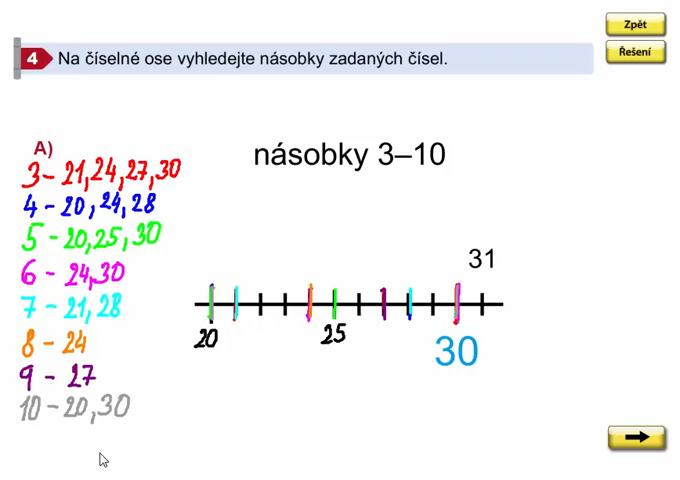 Zpět
Řešení
4 Na číselné ose vyhledejte násobky zadaných čísel.
A)
násobky 3–10
3 – 21, 24, 27, 30
4 – 20, 24, 28
5 – 20, 25, 30
6 – 24, 30
7 – 21, 28
8 – 24
9 – 27
10 – 20, 30
31
20
25
30